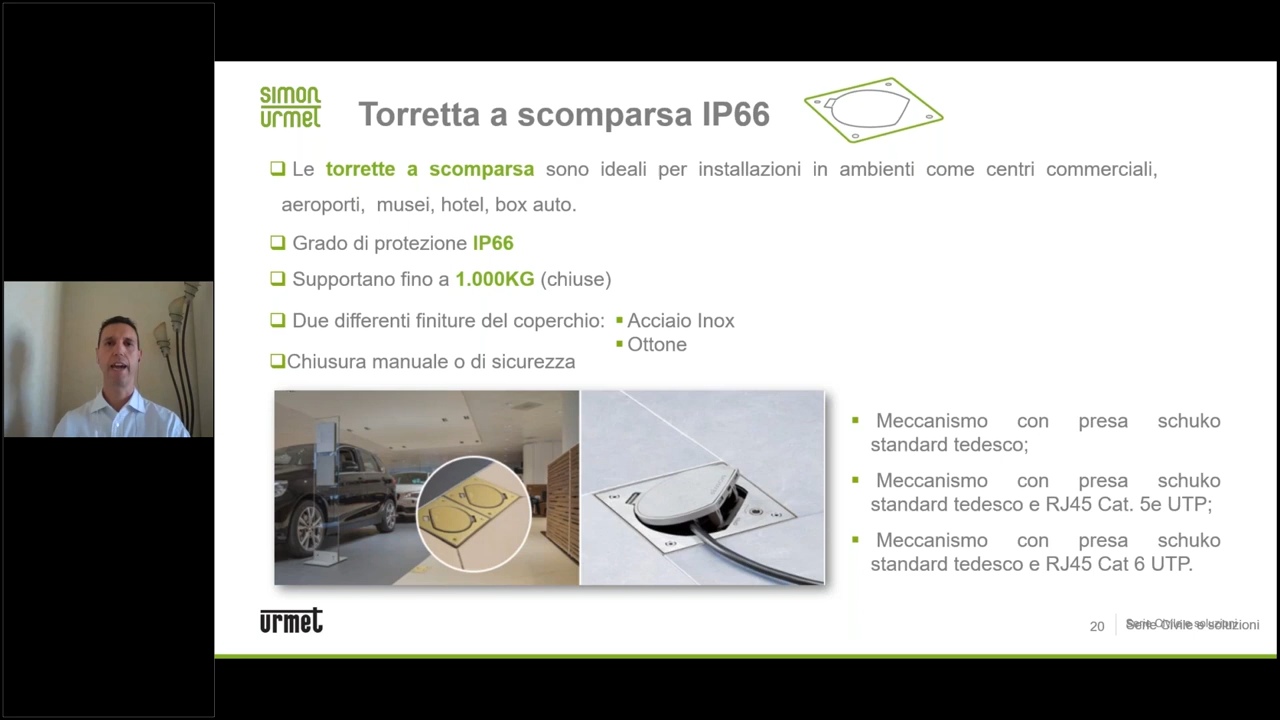 simon
urmet
Torretta a scomparsa IP66
Le torrette a scomparsa sono ideali per installazioni in ambienti come centri commerciali,
aeroporti, musei, hotel, box auto.
Grado di protezione IP66
Supportano fino a 1.000KG (chiuse)
Due differenti finiture del coperchio:
Acciaio Inox
Ottone
Chiusura manuale o di sicurezza
Meccanismo con presa schuko
standard tedesco;
Meccanismo con presa schuko
standard tedesco e RJ45 Cat. 5e UTP;
Meccanismo con presa schuko
standard tedesco e RJ45 Cat 6 UTP.
urmet
20
Serie Civile e soluzioni
Serie Civile e soluzioni